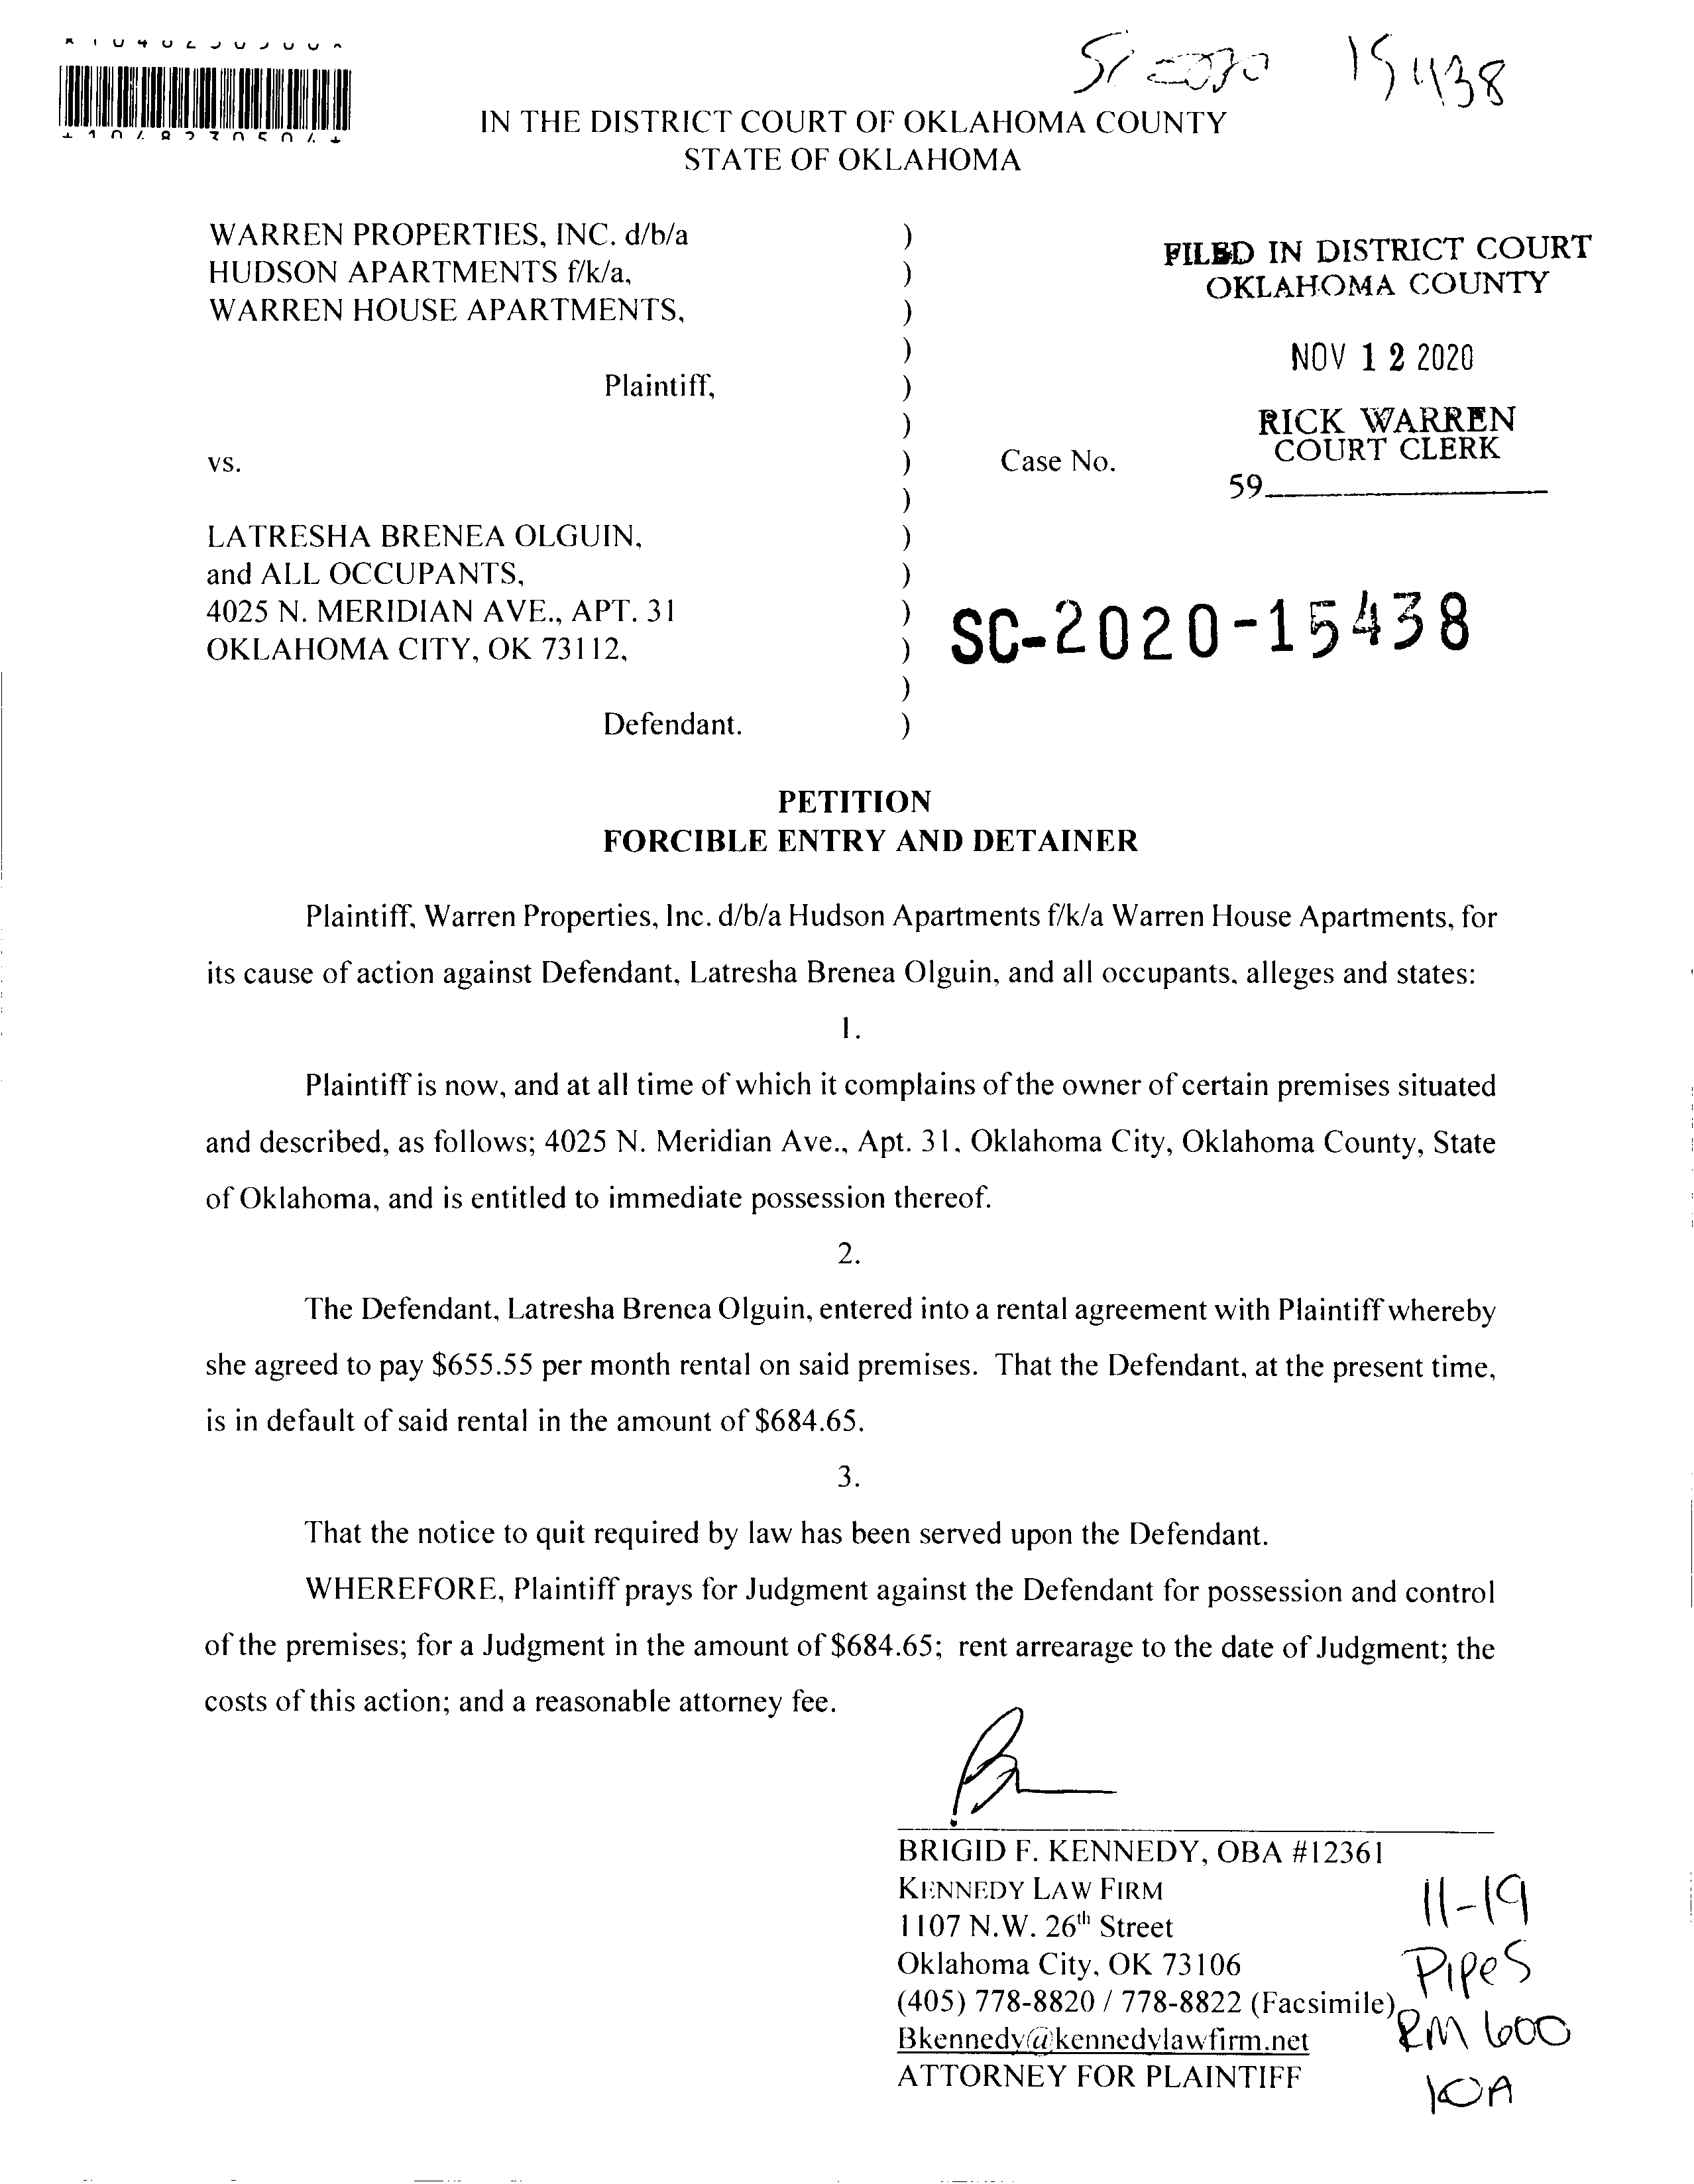 SC 2020 15438
IN THE DISTRICT COURT OF OKLAHOMA COUNTY
STATE OF OKLAHOMA
WARREN PROPERTIES, INC. d/b/a )
HUDSON APARTMENTS f/k/a, )
WARREN HOUSE APARTMENTS, )
)
Plaintiff, )
)
vs. ) Case No.
)
LATRESHA BRENEA OLGUIN, )
and ALL OCCUPANTS, )
4025 N. MERIDIAN AVE., APT. 31 )
OKLAHOMA CITY, OK 73112, )
)
Defendant. )
FILED IN DISTRICT COURT
OKLAHOMA COUNTY
NOV 12 2020
RICK WARREN
COURT CLERK
59
SC-2020-15438
PETITION
FORCIBLE ENTRY AND DETAINER
Plaintiff, Warren Properties, Inc. d/b/a Hudson Apartments f/k/a Warren House Apartments, for
its cause of action against Defendant, Latresha Brenea Olguin, and all occupants, alleges and states:
1.
Plaintiff is now, and at all time of which it complains of the owner of certain premises situated
and described, as follows; 4025 N. Meridian Ave., Apt. 31, Oklahoma City, Oklahoma County, State
of Oklahoma, and is entitled to immediate possession thereof.
2.
The Defendant, Latresha Brenea Olguin, entered into a rental agreement with Plaintiff whereby
she agreed to pay $655.55 per month rental on said premises. That the Defendant, at the present time,
is in default of said rental in the amount of $684.65.
3.
That the notice to quit required by law has been served upon the Defendant.
WHEREFORE, Plaintiff prays for Judgment against the Defendant for possession and control
of the premises; for a Judgment in the amount of $684.65; rent arrearage to the date of Judgment; the
costs of this action; and a reasonable attorney fee.
BRIGID F. KENNEDY, OBA #12361
KENNEDY LAW FIRM
1107 N.W. 26th Street
Oklahoma City, OK 73106
(405) 778-8820 / 778-8822 (Facsimile)
Bkennedy@kennedylawfirm.net
ATTORNEY FOR PLAINTIFF
11-19
Pipes
RM 600
10A